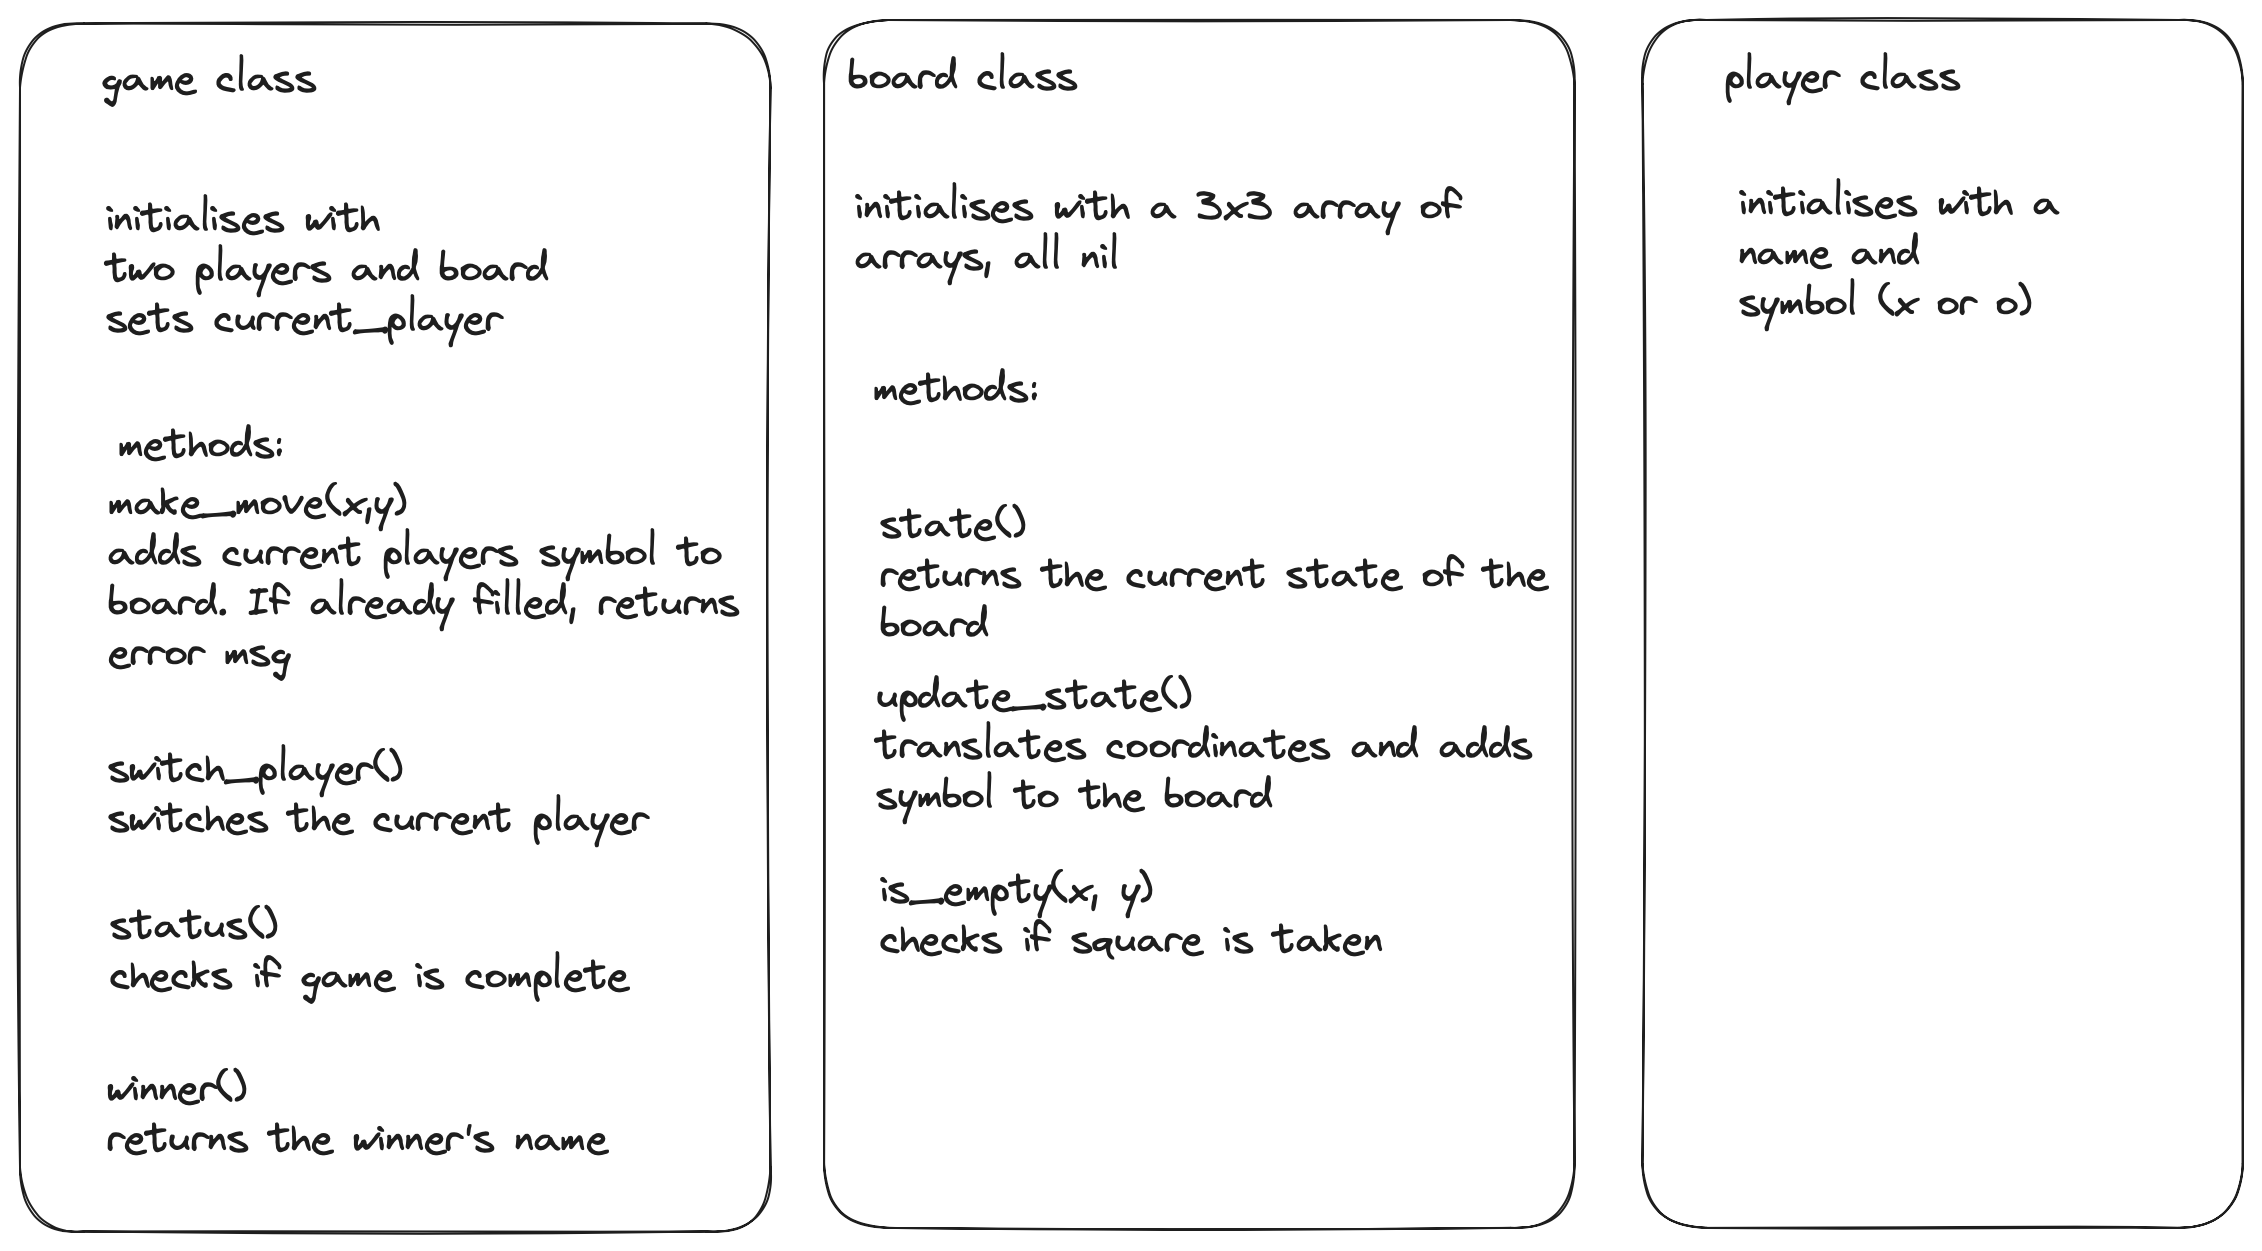 game class
initialises with
two players and board
sets current_player
methods:
make_move(x,y)
adds current players symbol to
board. If already filled, returns
error msg
switch_player()
switches the current player
status()
checks if game is complete
winner()
returns the winner's name
board class
initialises with a 3x3 array of
arrays, all nil
methods:
state()
returns the current state of the
board
update_state()
translates coordinates and adds
symbol to the board
is_empty(x, y)
checks if square is taken
player class
initialises with a
name and
symbol (x or o)